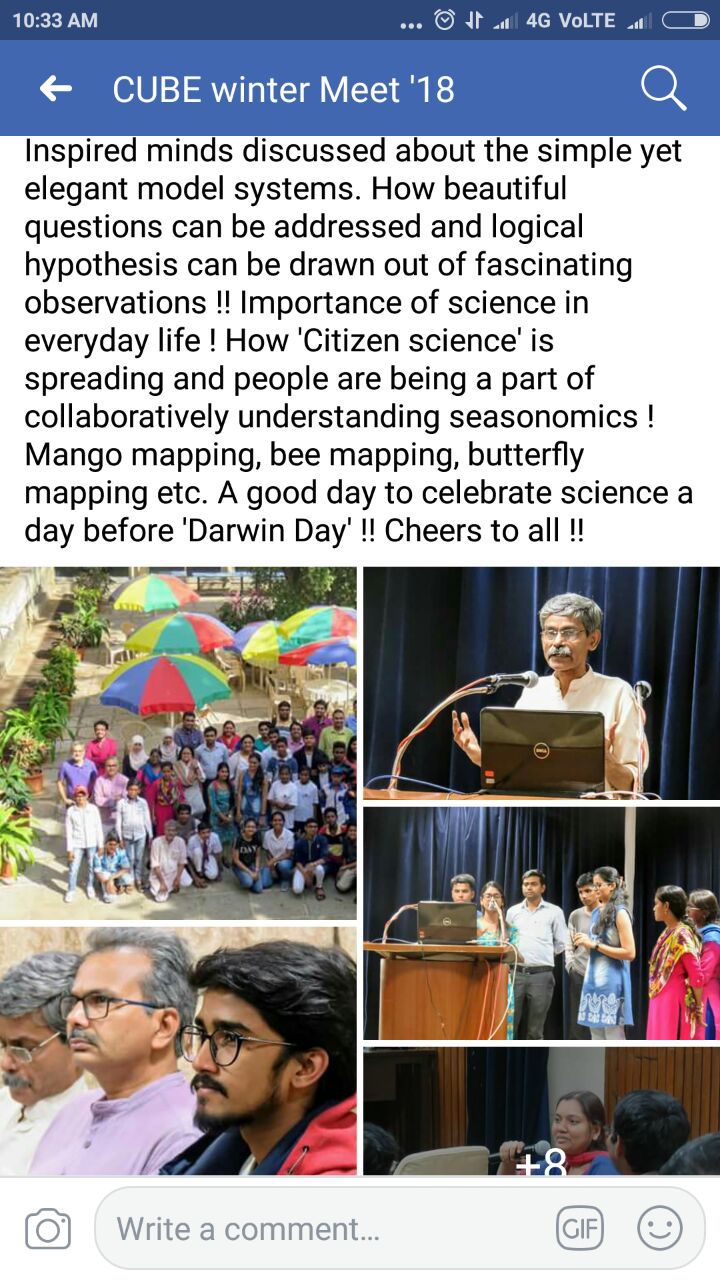 10:33 AM ... 4G VoLTE
CUBE winter Meet '18
Inspired minds discussed about the simple yet
elegant model systems. How beautiful
questions can be addressed and logical
hypothesis can be drawn out of fascinating
observations !! Importance of science in
everyday life ! How 'Citizen science' is
spreading and people are being a part of
collaboratively understanding seasonomics !
Mango mapping, bee mapping, butterfly
mapping etc. A good day to celebrate science a
day before 'Darwin Day' !! Cheers to all !!
DELL
DAY
+8
Write a comment...
GIF